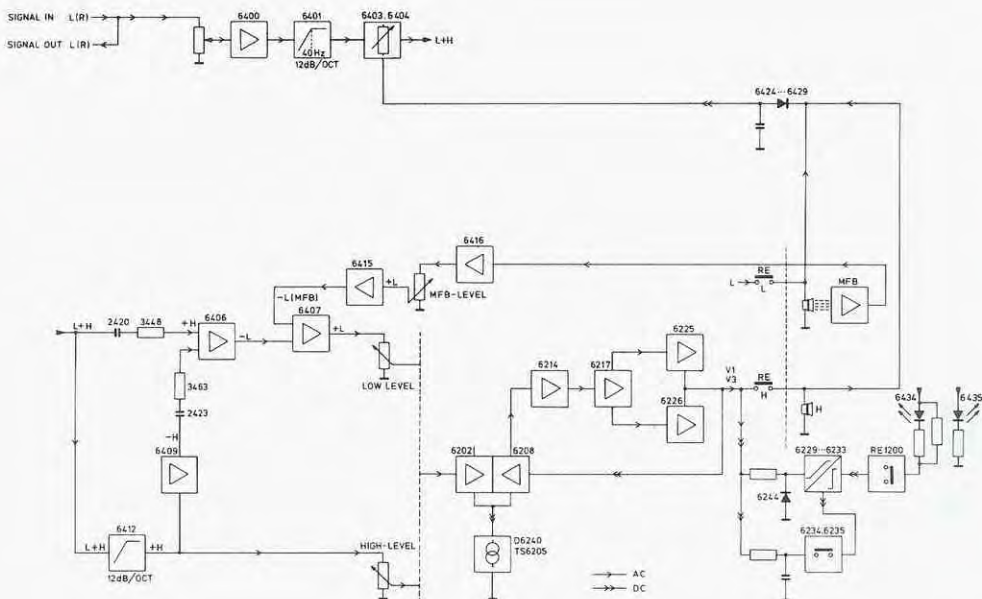 SIGNAL IN L(R)
SIGNAL OUT L(R)
6400
6401
40Hz
12dB/OCT
6403.6404
L+H
6424···6429
6416
6415
+L
MFB-LEVEL
-L(MFB)
6407
+L
LOW LEVEL
RE
L
L
MFB
L+H
2420
3448
+H
6406
-L
3463
2423
-H
6409
6412
L+H
+H
12dB/OCT
HIGH-LEVEL
6225
6214
6217
6226
V1
V3
RE
H
H
6202
6208
D6240
TS6205
6434
6435
6229···6233
RE1200
6244
6234.6235
AC
DC